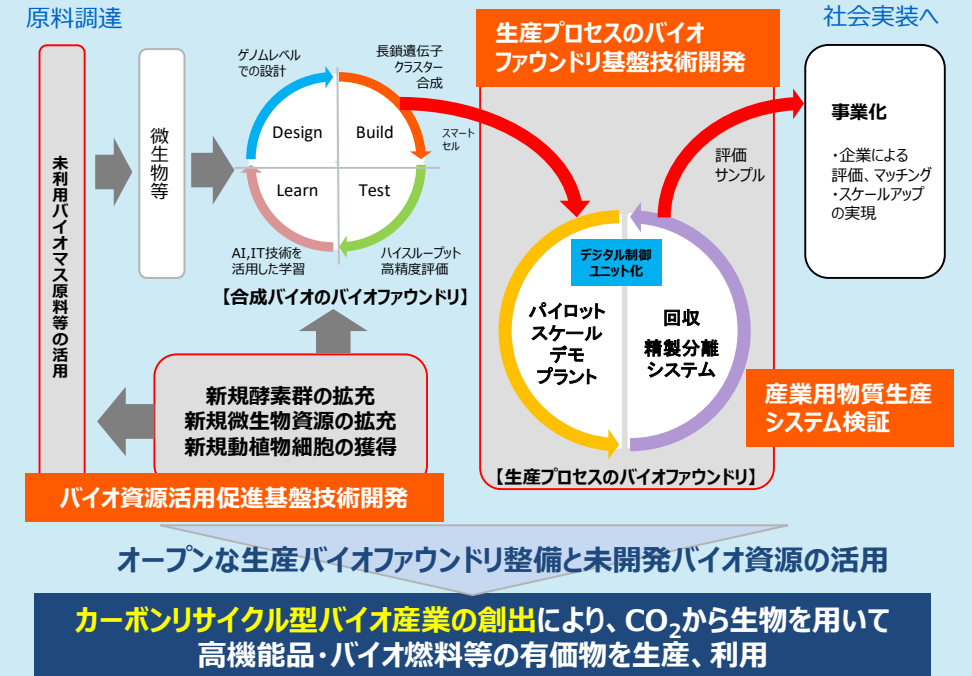 原料調達
社会実装へ
生産プロセスのバイオ
ファウンドリ基盤技術開発
ゲノムレベル
での設計
長鎖遺伝子
クラスター
合成
未利用バイオマス原料等の活用
微生物等
Design
Build
Learn
Test
スマート
セル
AI,IT技術を
活用した学習
ハイスループット
高精度評価
【合成バイオのバイオファウンドリ】
評価
サンプル
事業化
・企業による
評価、マッチング
・スケールアップ
の実現
デジタル制御
ユニット化
パイロット
スケール
デモ
プラント
回収
精製分離
システム
新規酵素群の拡充
新規微生物資源の拡充
新規動植物細胞の獲得
産業用物質生産
システム検証
【生産プロセスのバイオファウンドリ】
バイオ資源活用促進基盤技術開発
オープンな生産バイオファウンドリ整備と未開発バイオ資源の活用
カーボンリサイクル型バイオ産業の創出により、CO₂から生物を用いて
高機能品・バイオ燃料等の有価物を生産、利用